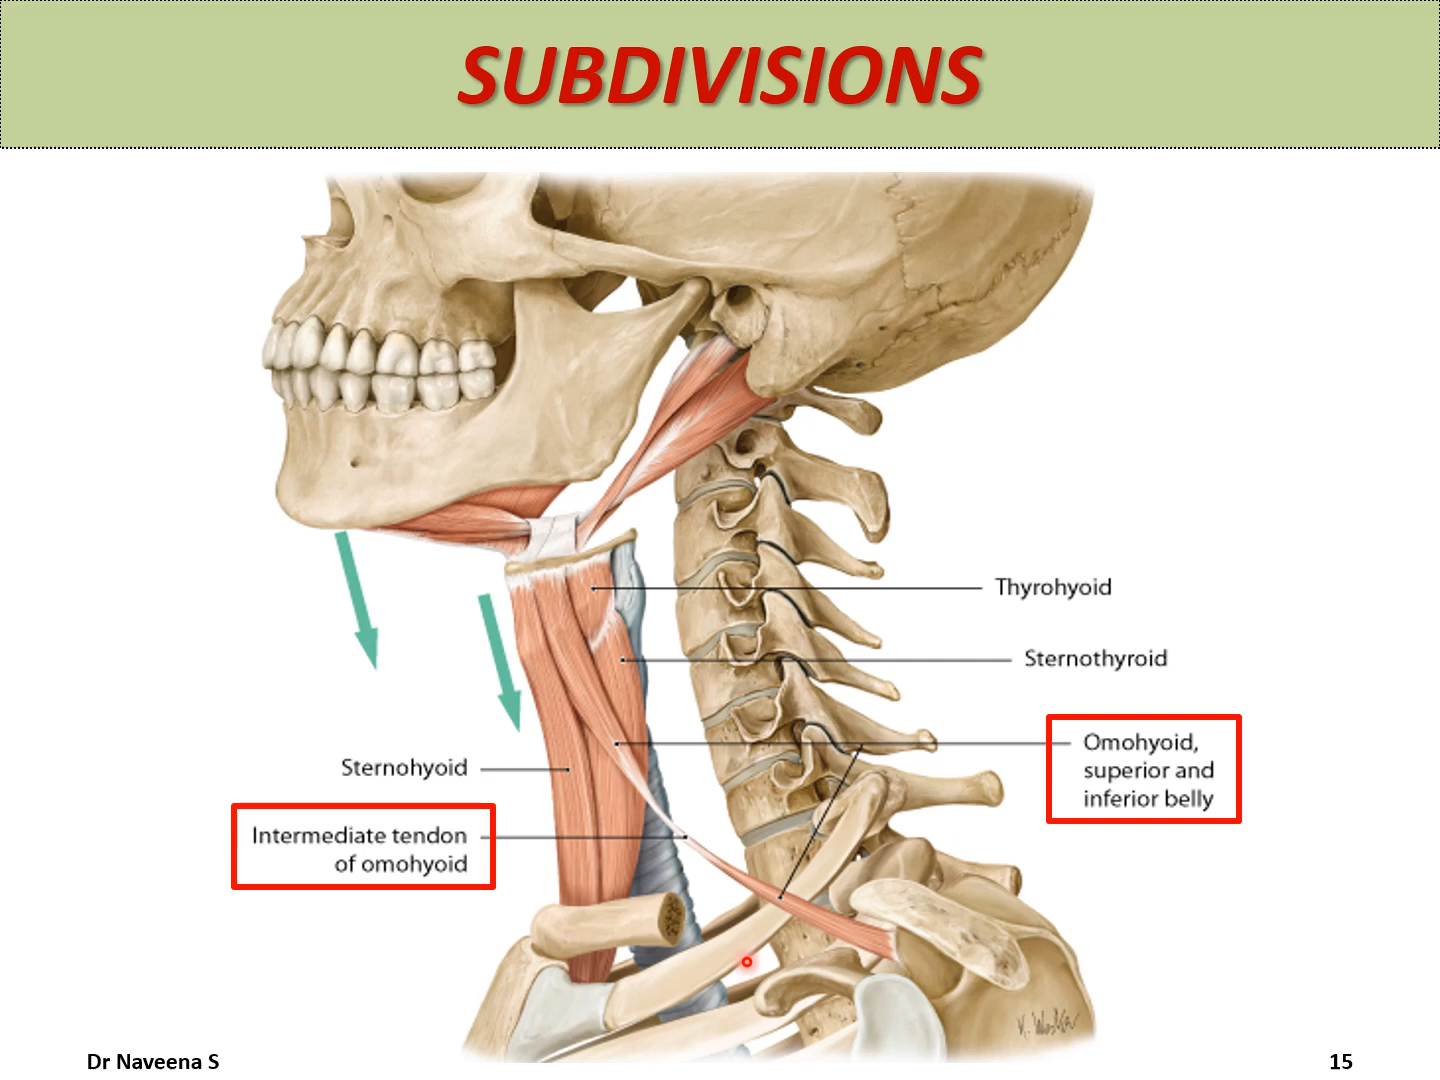 SUBDIVISIONS
Thyrohyoid
Sternothyroid
Omohyoid,
superior and
inferior belly
Sternohyoid
Intermediate tendon
of omohyoid
Dr Naveena S
15